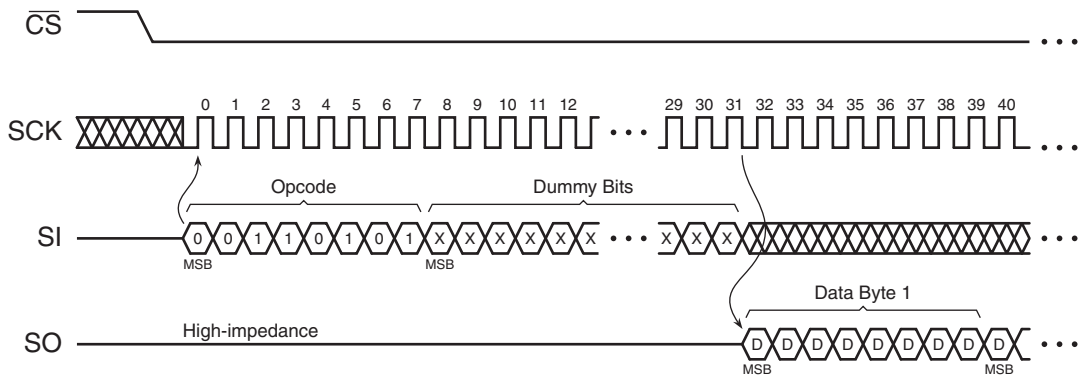 CS
0 1 2 3 4 5 6 7 8 9 10 11 12 29 30 31 32 33 34 35 36 37 38 39 40
SCK
Opcode Dummy Bits
SI 0 0 1 1 0 1 0 1 X X X X X X X X X
MSB MSB
Data Byte 1
High-impedance
SO D D D D D D D D D
MSB MSB